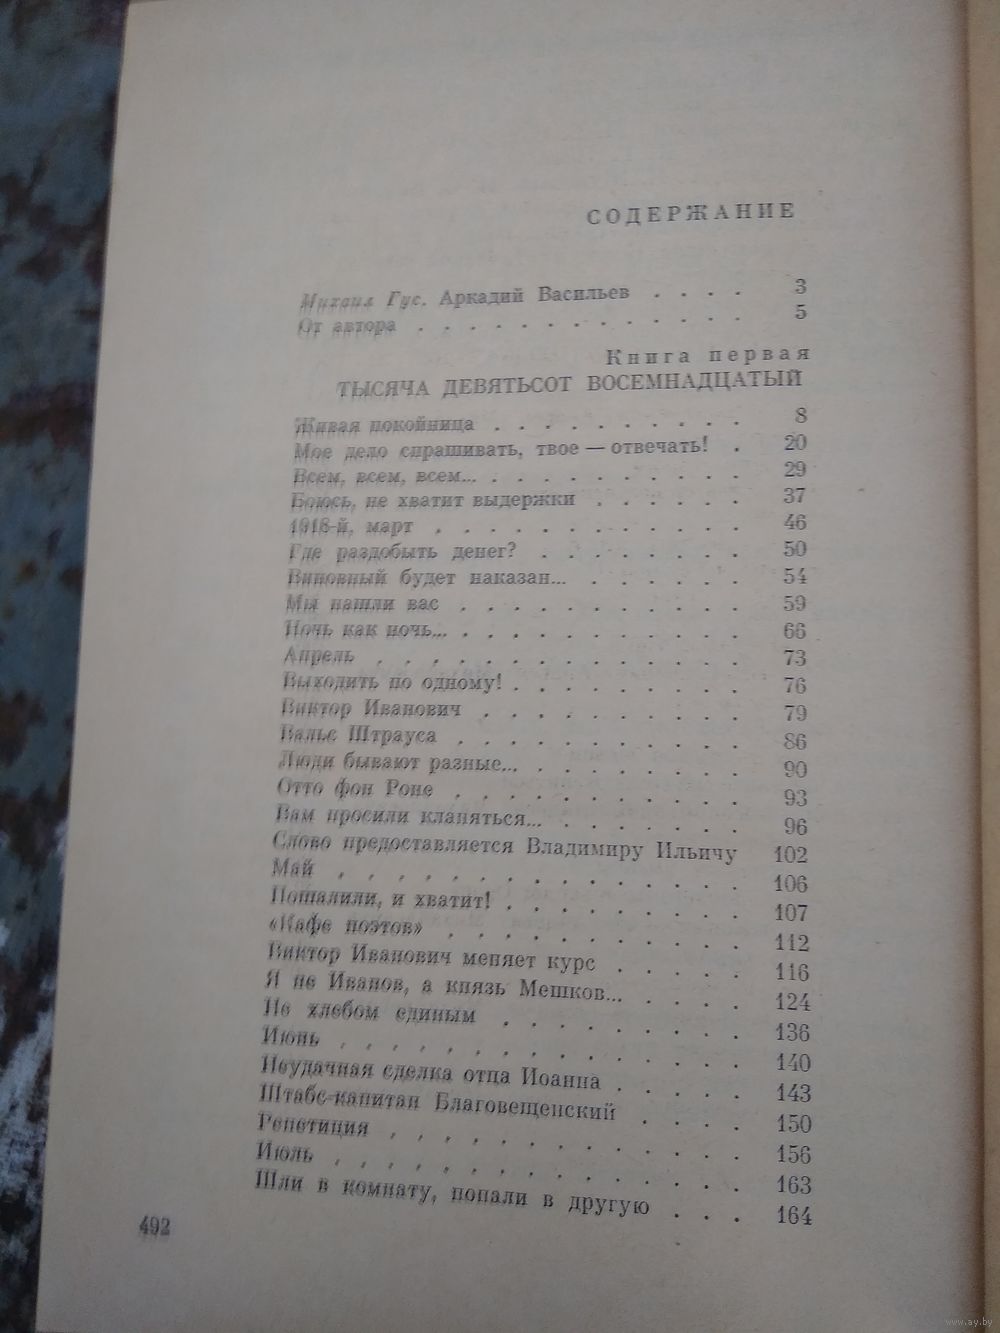 СОДЕРЖАНИЕ
Михаил Гус. Аркадий Васильев . . . . 3
От автора . . . . . . . . . . . . . 5
Книга первая
ТЫСЯЧА ДЕВЯТЬСОТ ВОСЕМНАДЦАТЫЙ
Живая покойница . . . . . . . . . . 8
Мое дело спрашивать, твое — отвечать! . 20
Всем, всем, всем... . . . . . . . . . . 29
Боюсь, не хватит выдержки . . . . . . 37
1918-й, март . . . . . . . . . . . . 46
Где раздобыть денег? . . . . . . . . 50
Виновный будет наказан... . . . . . . 54
Мы нашли вас . . . . . . . . . . . 59
Ночь как ночь... . . . . . . . . . . . 66
Апрель . . . . . . . . . . . . . . 73
Выходить по одному! . . . . . . . . . 76
Виктор Иванович . . . . . . . . . . 79
Вальс Штрауса . . . . . . . . . . . 86
Люди бывают разные... . . . . . . . . 90
Отто фон Роне . . . . . . . . . . . 93
Вам просили кланяться... . . . . . . . 96
Слово предоставляется Владимиру Ильичу 102
Май . . . . . . . . . . . . . . . 106
Пошалили, и хватит! . . . . . . . . . 107
«Кафе поэтов» . . . . . . . . . . . 112
Виктор Иванович меняет курс . . . . . 116
Я не Иванов, а князь Мешков... . . . . 124
Не хлебом единым . . . . . . . . . 136
Июнь . . . . . . . . . . . . . . . 140
Неудачная сделка отца Иоанна . . . . . 143
Штабс-капитан Благовещенский . . . . 150
Репетиция . . . . . . . . . . . . . 156
Июль . . . . . . . . . . . . . . . 163
Шли в комнату, попали в другую . . . 164
492
www.ay.by